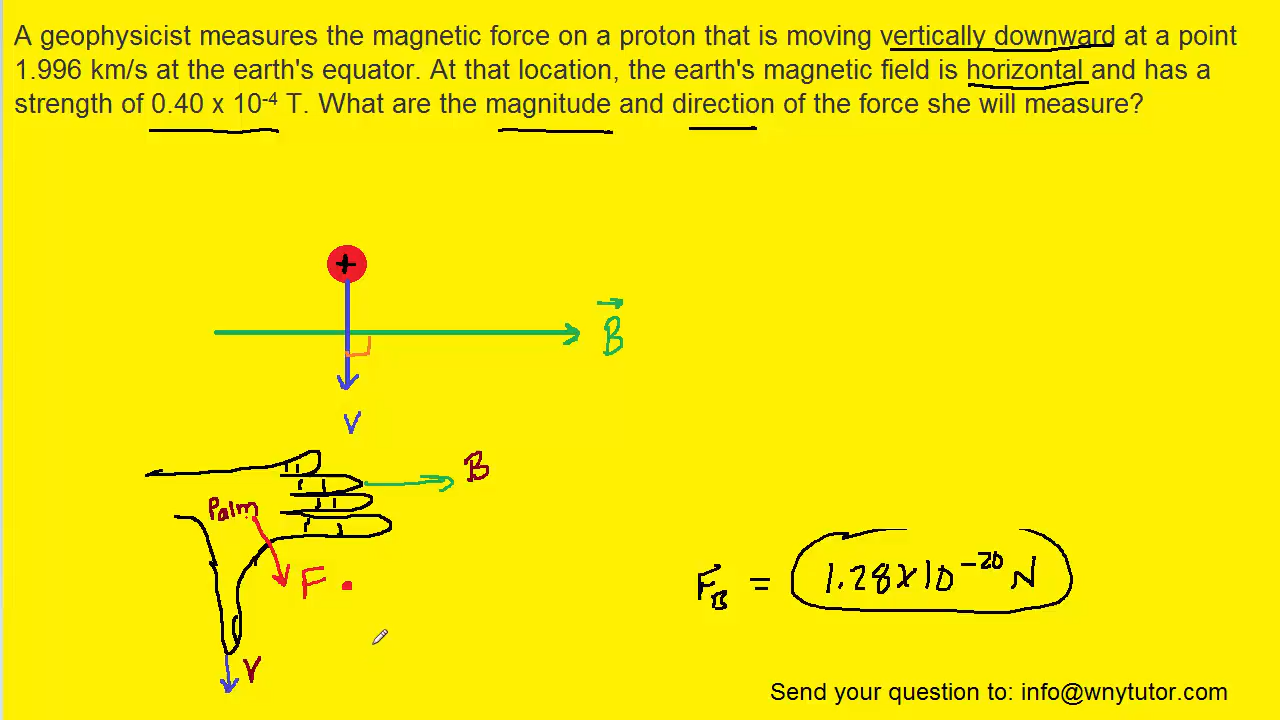 A geophysicist measures the magnetic force on a proton that is moving vertically downward at a point
1.996 km/s at the earth's equator. At that location, the earth's magnetic field is horizontal and has a
strength of 0.40 x 10⁻⁴ T. What are the magnitude and direction of the force she will measure?
+
B
V
B
Palm
F
F_B = 1.28 x 10⁻²⁰ N
V
Send your question to: info@wnytutor.com